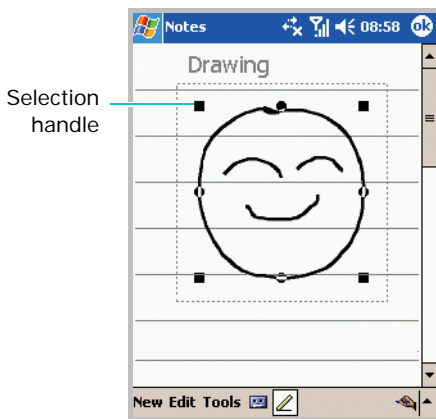 Notes 08:58 ok
Drawing
Selection
handle
New Edit Tools